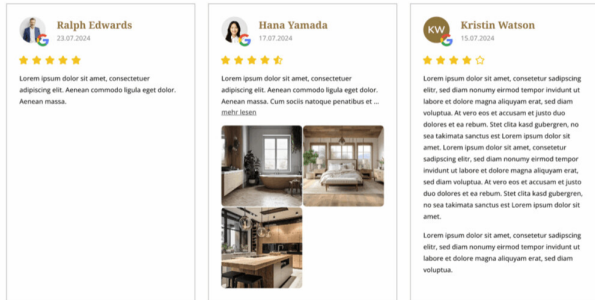 Ralph Edwards
23.07.2024
Lorem ipsum dolor sit amet, consectetuer
adipiscing elit. Aenean commodo ligula eget dolor.
Aenean massa.
Hana Yamada
17.07.2024
Lorem ipsum dolor sit amet, consectetuer
adipiscing elit. Aenean commodo ligula eget dolor.
Aenean massa. Cum sociis natoque penatibus et ...
mehr lesen
KW
Kristin Watson
15.07.2024
Lorem ipsum dolor sit amet, consetetur sadipscing
elitr, sed diam nonumy eirmod tempor invidunt ut
labore et dolore magna aliquyam erat, sed diam
voluptua. At vero eos et accusam et justo duo
dolores et ea rebum. Stet clita kasd gubergren, no
sea takimata sanctus est Lorem ipsum dolor sit
amet. Lorem ipsum dolor sit amet, consetetur
sadipscing elitr, sed diam nonumy eirmod tempor
invidunt ut labore et dolore magna aliquyam erat,
sed diam voluptua. At vero eos et accusam et justo
duo dolores et ea rebum. Stet clita kasd gubergren,
no sea takimata sanctus est Lorem ipsum dolor sit
amet.
Lorem ipsum dolor sit amet, consetetur sadipscing
elitr, sed diam nonumy eirmod tempor invidunt ut
labore et dolore magna aliquyam erat, sed diam
voluptua.